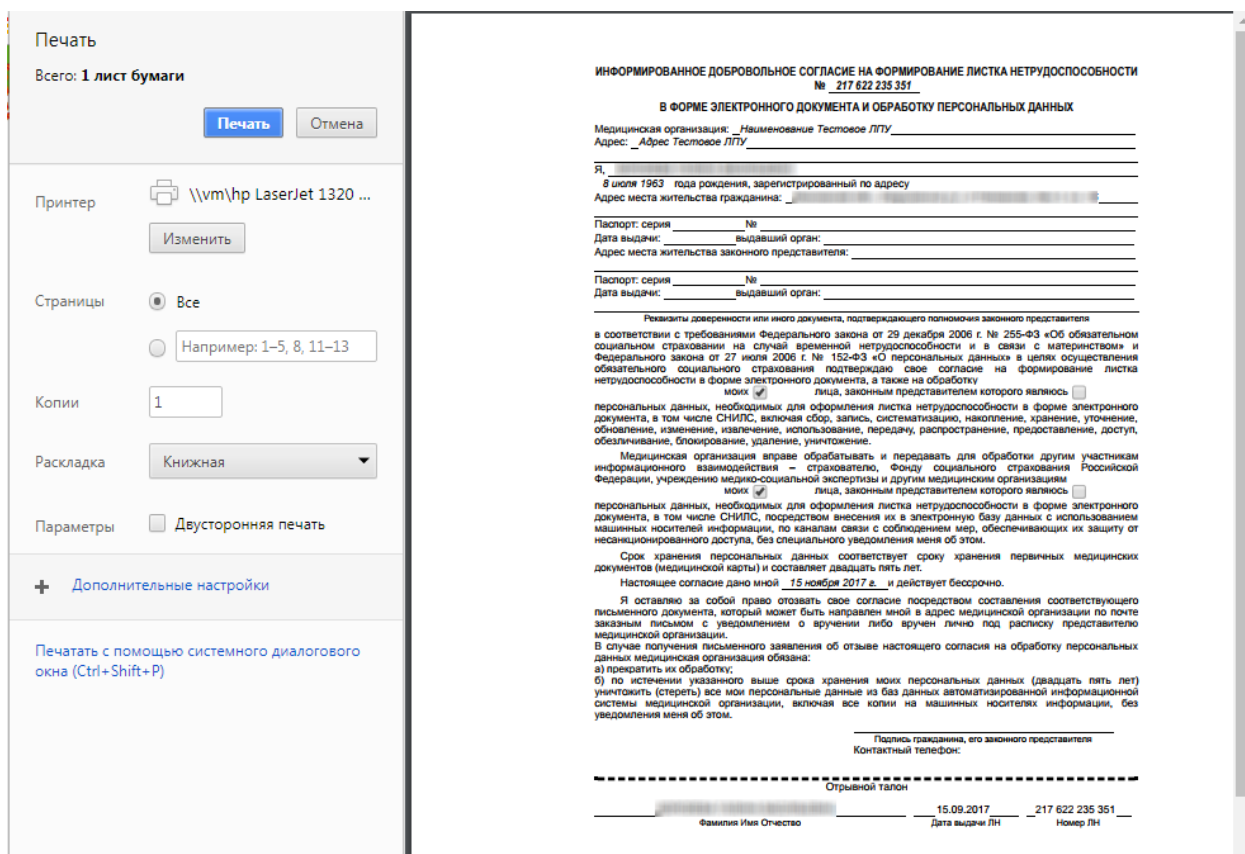 Печать
Всего: 1 лист бумаги
Печать Отмена
Принтер \\vm\hp LaserJet 1320 ...
Изменить
Страницы Все
Например: 1–5, 8, 11–13
Копии 1
Раскладка Книжная
Параметры Двусторонняя печать
+ Дополнительные настройки
Печатать с помощью системного диалогового
окна (Ctrl+Shift+P)
ИНФОРМИРОВАННОЕ ДОБРОВОЛЬНОЕ СОГЛАСИЕ НА ФОРМИРОВАНИЕ ЛИСТКА НЕТРУДОСПОСОБНОСТИ
№ 217 622 235 351
В ФОРМЕ ЭЛЕКТРОННОГО ДОКУМЕНТА И ОБРАБОТКУ ПЕРСОНАЛЬНЫХ ДАННЫХ
Медицинская организация: Наименование Тестовое ЛПУ
Адрес: Адрес Тестовое ЛПУ
Я,
8 июля 1963 года рождения, зарегистрированный по адресу
Адрес места жительства гражданина:
Паспорт: серия № 
Дата выдачи: выдавший орган:
Адрес места жительства законного представителя:
Паспорт: серия №
Дата выдачи: выдавший орган:
Реквизиты доверенности или иного документа, подтверждающего полномочия законного представителя
в соответствии с требованиями Федерального закона от 29 декабря 2006 г. № 255-ФЗ «Об обязательном
социальном страховании на случай временной нетрудоспособности и в связи с материнством» и
Федерального закона от 27 июля 2006 г. № 152-ФЗ «О персональных данных» в целях осуществления
обязательного социального страхования подтверждаю свое согласие на формирование листка
нетрудоспособности в форме электронного документа, а также на обработку
моих лица, законным представителем которого являюсь
персональных данных, необходимых для оформления листка нетрудоспособности в форме электронного
документа, в том числе СНИЛС, включая сбор, запись, систематизацию, накопление, хранение, уточнение,
обновление, изменение, извлечение, использование, передачу, распространение, предоставление, доступ,
обезличивание, блокирование, удаление, уничтожение.
Медицинская организация вправе обрабатывать и передавать для обработки другим участникам
информационного взаимодействия – страхователю, Фонду социального страхования Российской
Федерации, учреждению медико-социальной экспертизы и другим медицинским организациям
моих лица, законным представителем которого являюсь
персональных данных, необходимых для оформления листка нетрудоспособности в форме электронного
документа, в том числе СНИЛС, посредством внесения их в электронную базу данных с использованием
машинных носителей информации, по каналам связи с соблюдением мер, обеспечивающих их защиту от
несанкционированного доступа, без специального уведомления меня об этом.
Срок хранения персональных данных соответствует сроку хранения первичных медицинских
документов (медицинской карты) и составляет двадцать пять лет.
Настоящее согласие дано мной 15 ноября 2017 г. и действует бессрочно.
Я оставляю за собой право отозвать свое согласие посредством составления соответствующего
письменного документа, который может быть направлен мной в адрес медицинской организации по почте
заказным письмом с уведомлением о вручении либо вручен лично под расписку представителю
медицинской организации.
В случае получения письменного заявления об отзыве настоящего согласия на обработку персональных
данных медицинская организация обязана:
а) прекратить их обработку;
б) по истечении указанного выше срока хранения моих персональных данных (двадцать пять лет)
уничтожить (стереть) все мои персональные данные из баз данных автоматизированной информационной
системы медицинской организации, включая все копии на машинных носителях информации, без
уведомления меня об этом.
Подпись гражданина, его законного представителя
Контактный телефон:
Отрывной талон
15.09.2017 217 622 235 351
Фамилия Имя Отчество Дата выдачи ЛН Номер ЛН